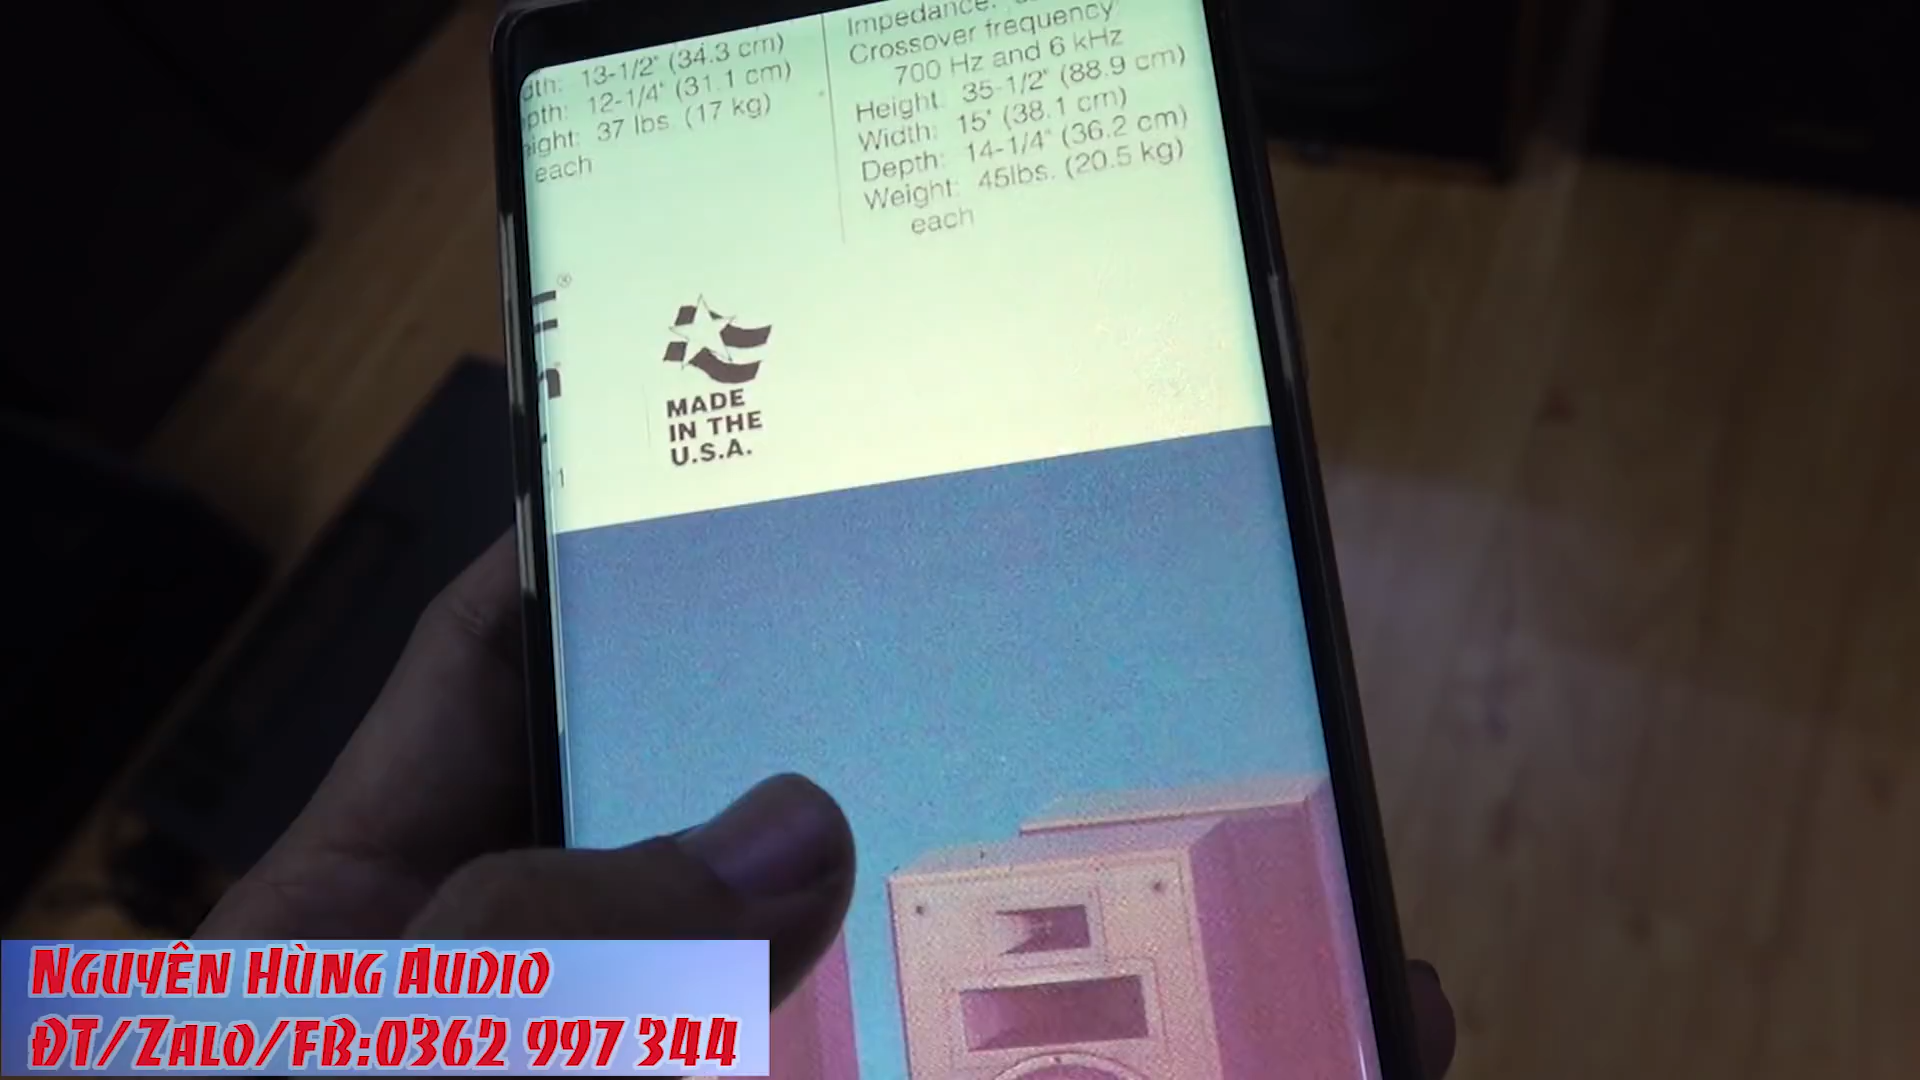 13-1/2" (34.3 cm)
12-1/4" (31.1 cm)
37 lbs. (17 kg)
each
Impedance:
Crossover frequency
700 Hz and 6 kHz
Height: 35-1/2" (88.9 cm)
Width: 15" (38.1 cm)
Depth: 14-1/4" (36.2 cm)
Weight: 45lbs. (20.5 kg)
each
MADE
IN THE
U.S.A.
NGUYÊN HÙNG AUDIO
ĐT/ZALO/FB:0362 997 344